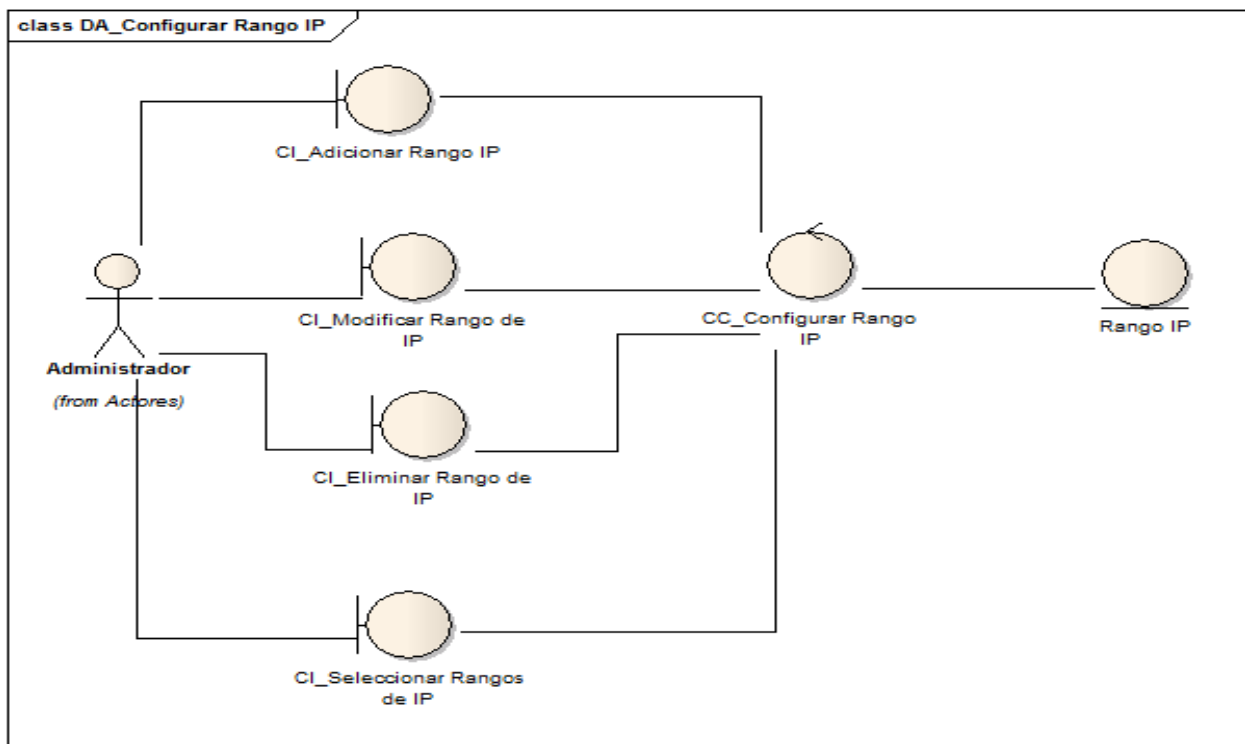 class DA_Configurar Rango IP
CI_Adicionar Rango IP
CI_Modificar Rango de
IP
CC_Configurar Rango
IP
Rango IP
Administrador
(from Actores)
CI_Eliminar Rango de
IP
CI_Seleccionar Rangos
de IP